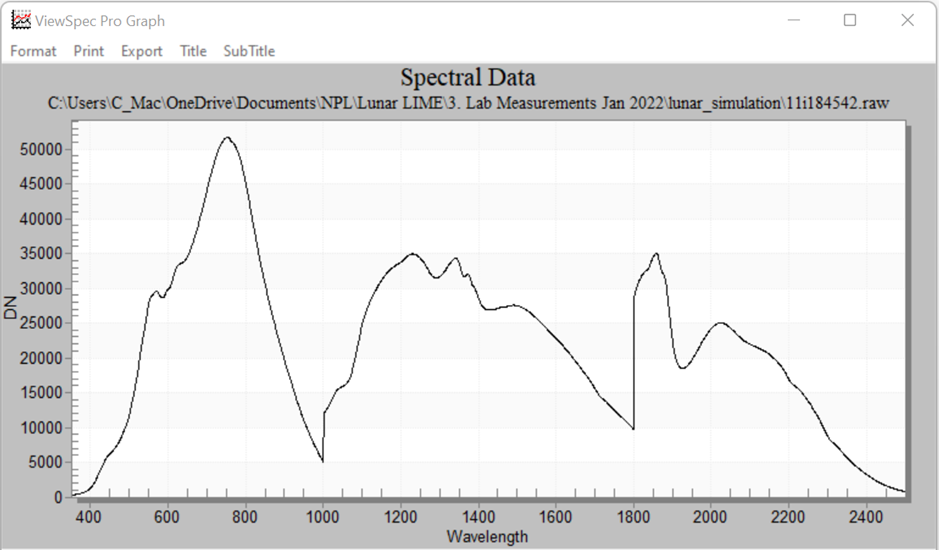 ViewSpec Pro Graph
Format Print Export Title SubTitle
Spectral Data
C:\Users\C_Mac\OneDrive\Documents\NPL\Lunar LIME\3. Lab Measurements Jan 2022\lunar_simulation\11i184542.raw
50000
45000
40000
35000
30000
25000
20000
15000
10000
5000
0
DN
400 600 800 1000 1200 1400 1600 1800 2000 2200 2400
Wavelength